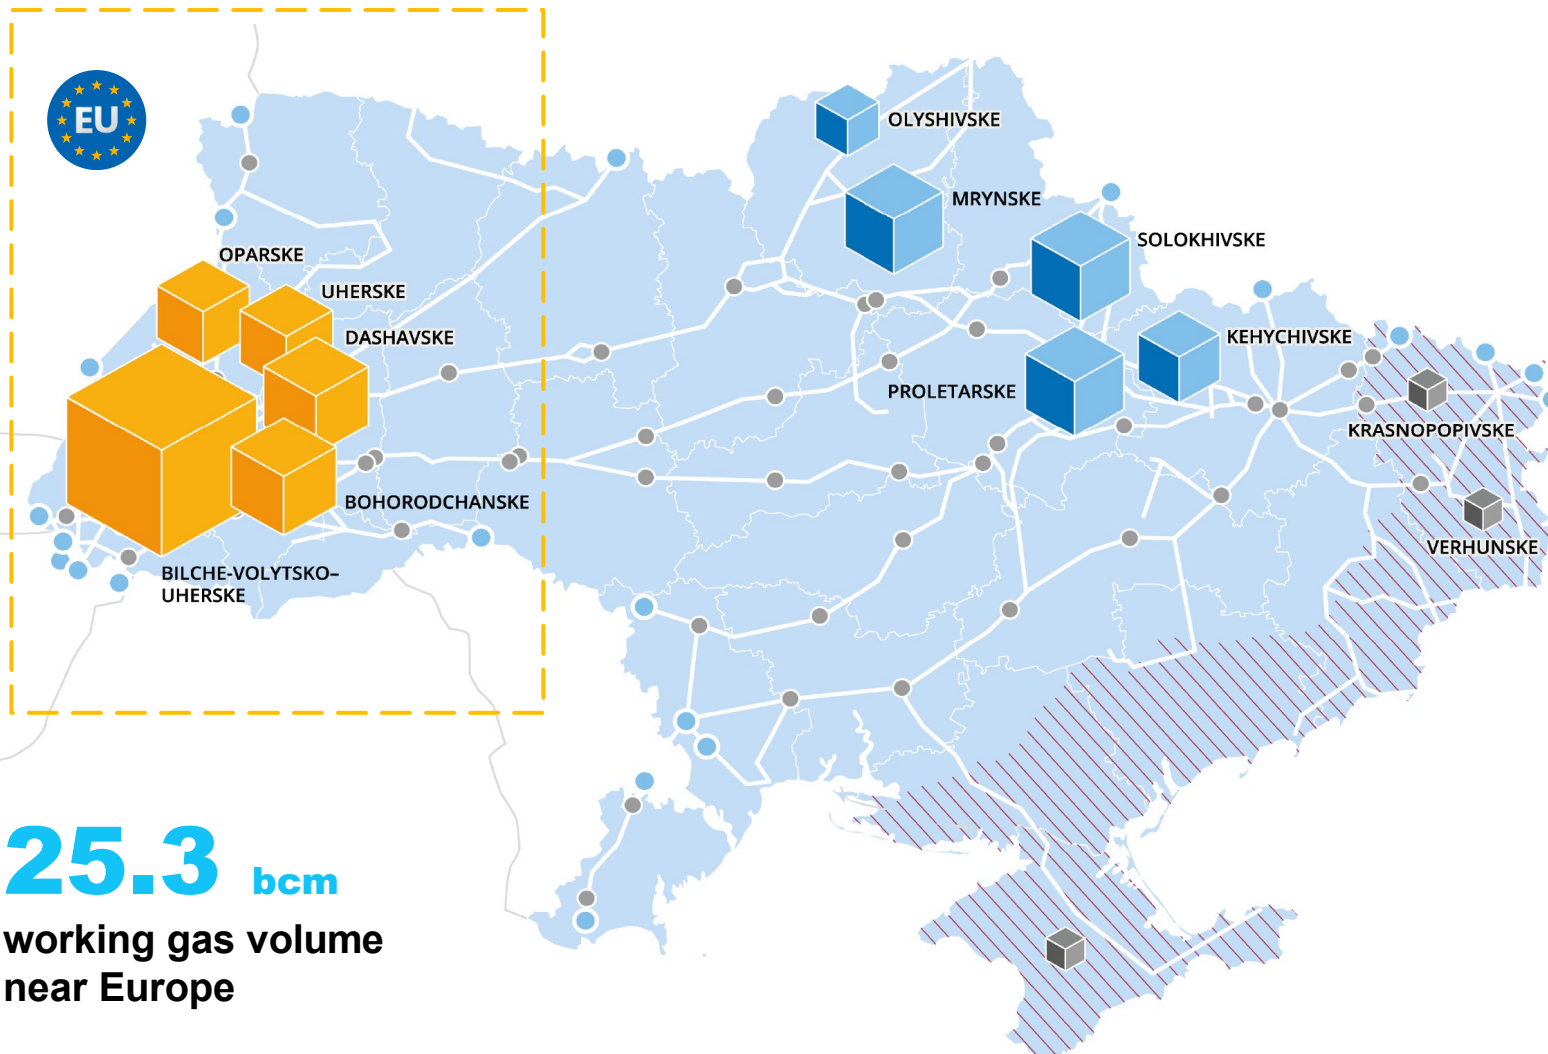 EU
OLYSHIVSKE
MRYNSKE
SOLOKHIVSKE
OPARSKE
UHERSKE
DASHAVSKE
KEHYCHIVSKE
PROLETARSKE
KRASNOPOPIVSKE
BOHORODCHANSKE
VERHUNSKE
BILCHE-VOLYTSKO–
UHERSKE
25.3 bcm
working gas volume
near Europe